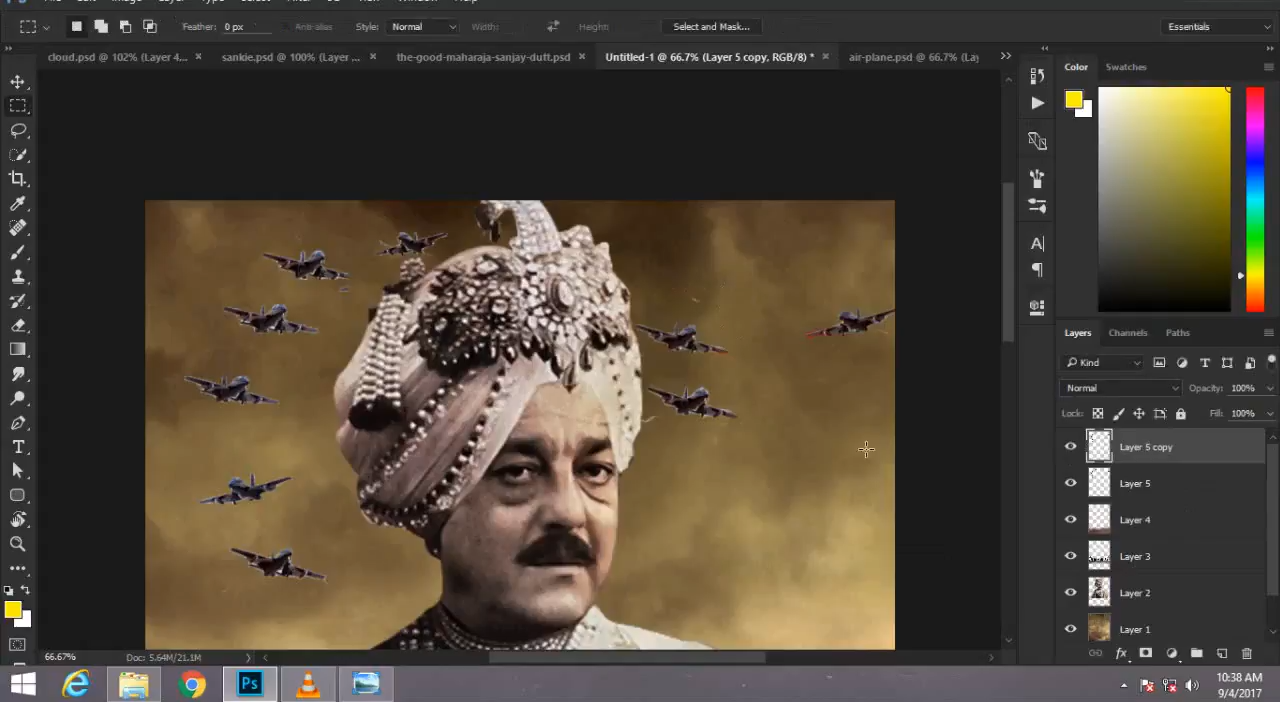 Feather: 0 px Anti-alias Style: Normal Width: Height: Select and Mask... Essentials
cloud.psd @ 102% (Layer 4... × sankie.psd @ 100% (Layer ... × the-good-maharaja-sanjay-dutt.psd × Untitled-1 @ 66.7% (Layer 5 copy, RGB/8) * × air-plane.psd @ 66.7% (La
Color Swatches
Layers Channels Paths
Kind
Normal Opacity: 100%
Lock: Fill: 100%
Layer 5 copy
Layer 5
Layer 4
Layer 3
Layer 2
Layer 1
66.67% Doc: 5.64M/21.1M
Ps
10:38 AM
9/4/2017